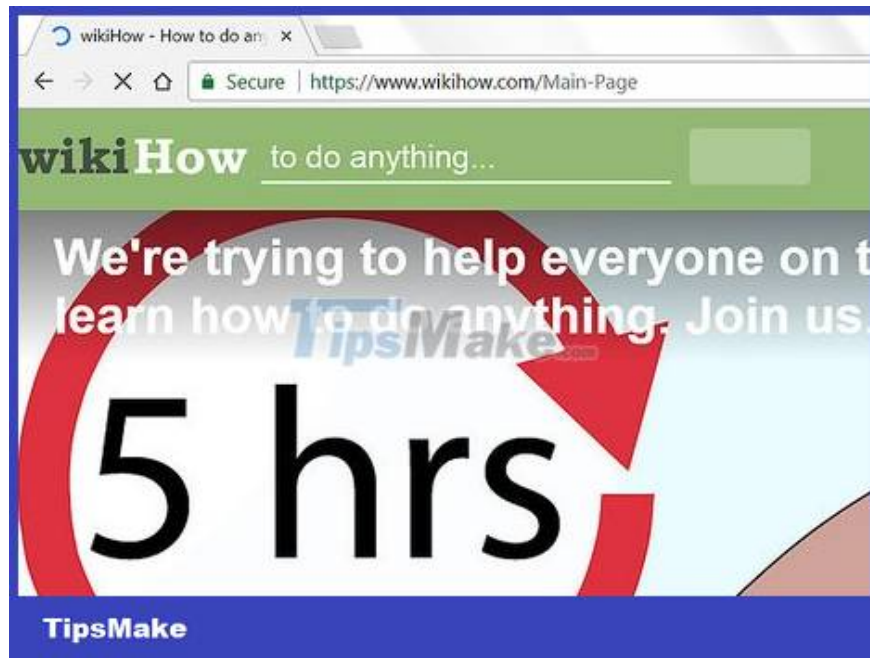 wikiHow - How to do an
Secure | https://www.wikihow.com/Main-Page
wikiHow to do anything...
We're trying to help everyone on t
learn how to do anything. Join us.
TipsMake.com
5 hrs
TipsMake